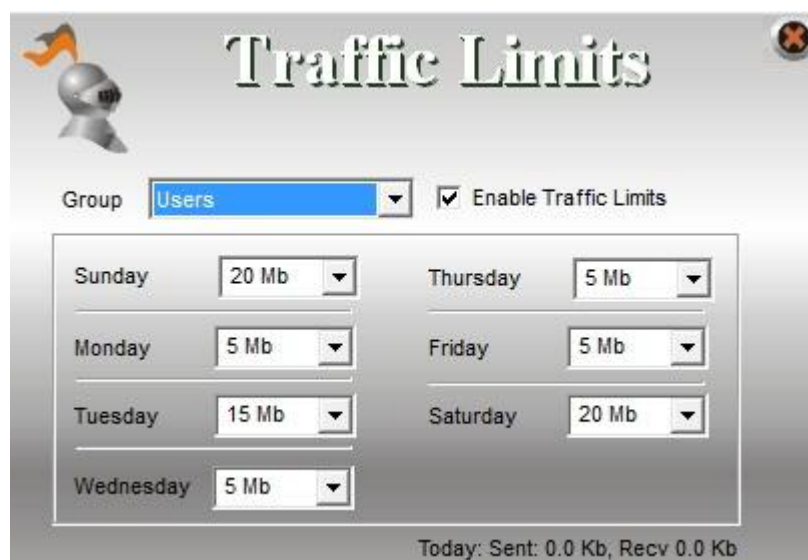 Traffic Limits
Group Users Enable Traffic Limits
Sunday 20 Mb Thursday 5 Mb
Monday 5 Mb Friday 5 Mb
Tuesday 15 Mb Saturday 20 Mb
Wednesday 5 Mb
Today: Sent: 0.0 Kb, Recv 0.0 Kb